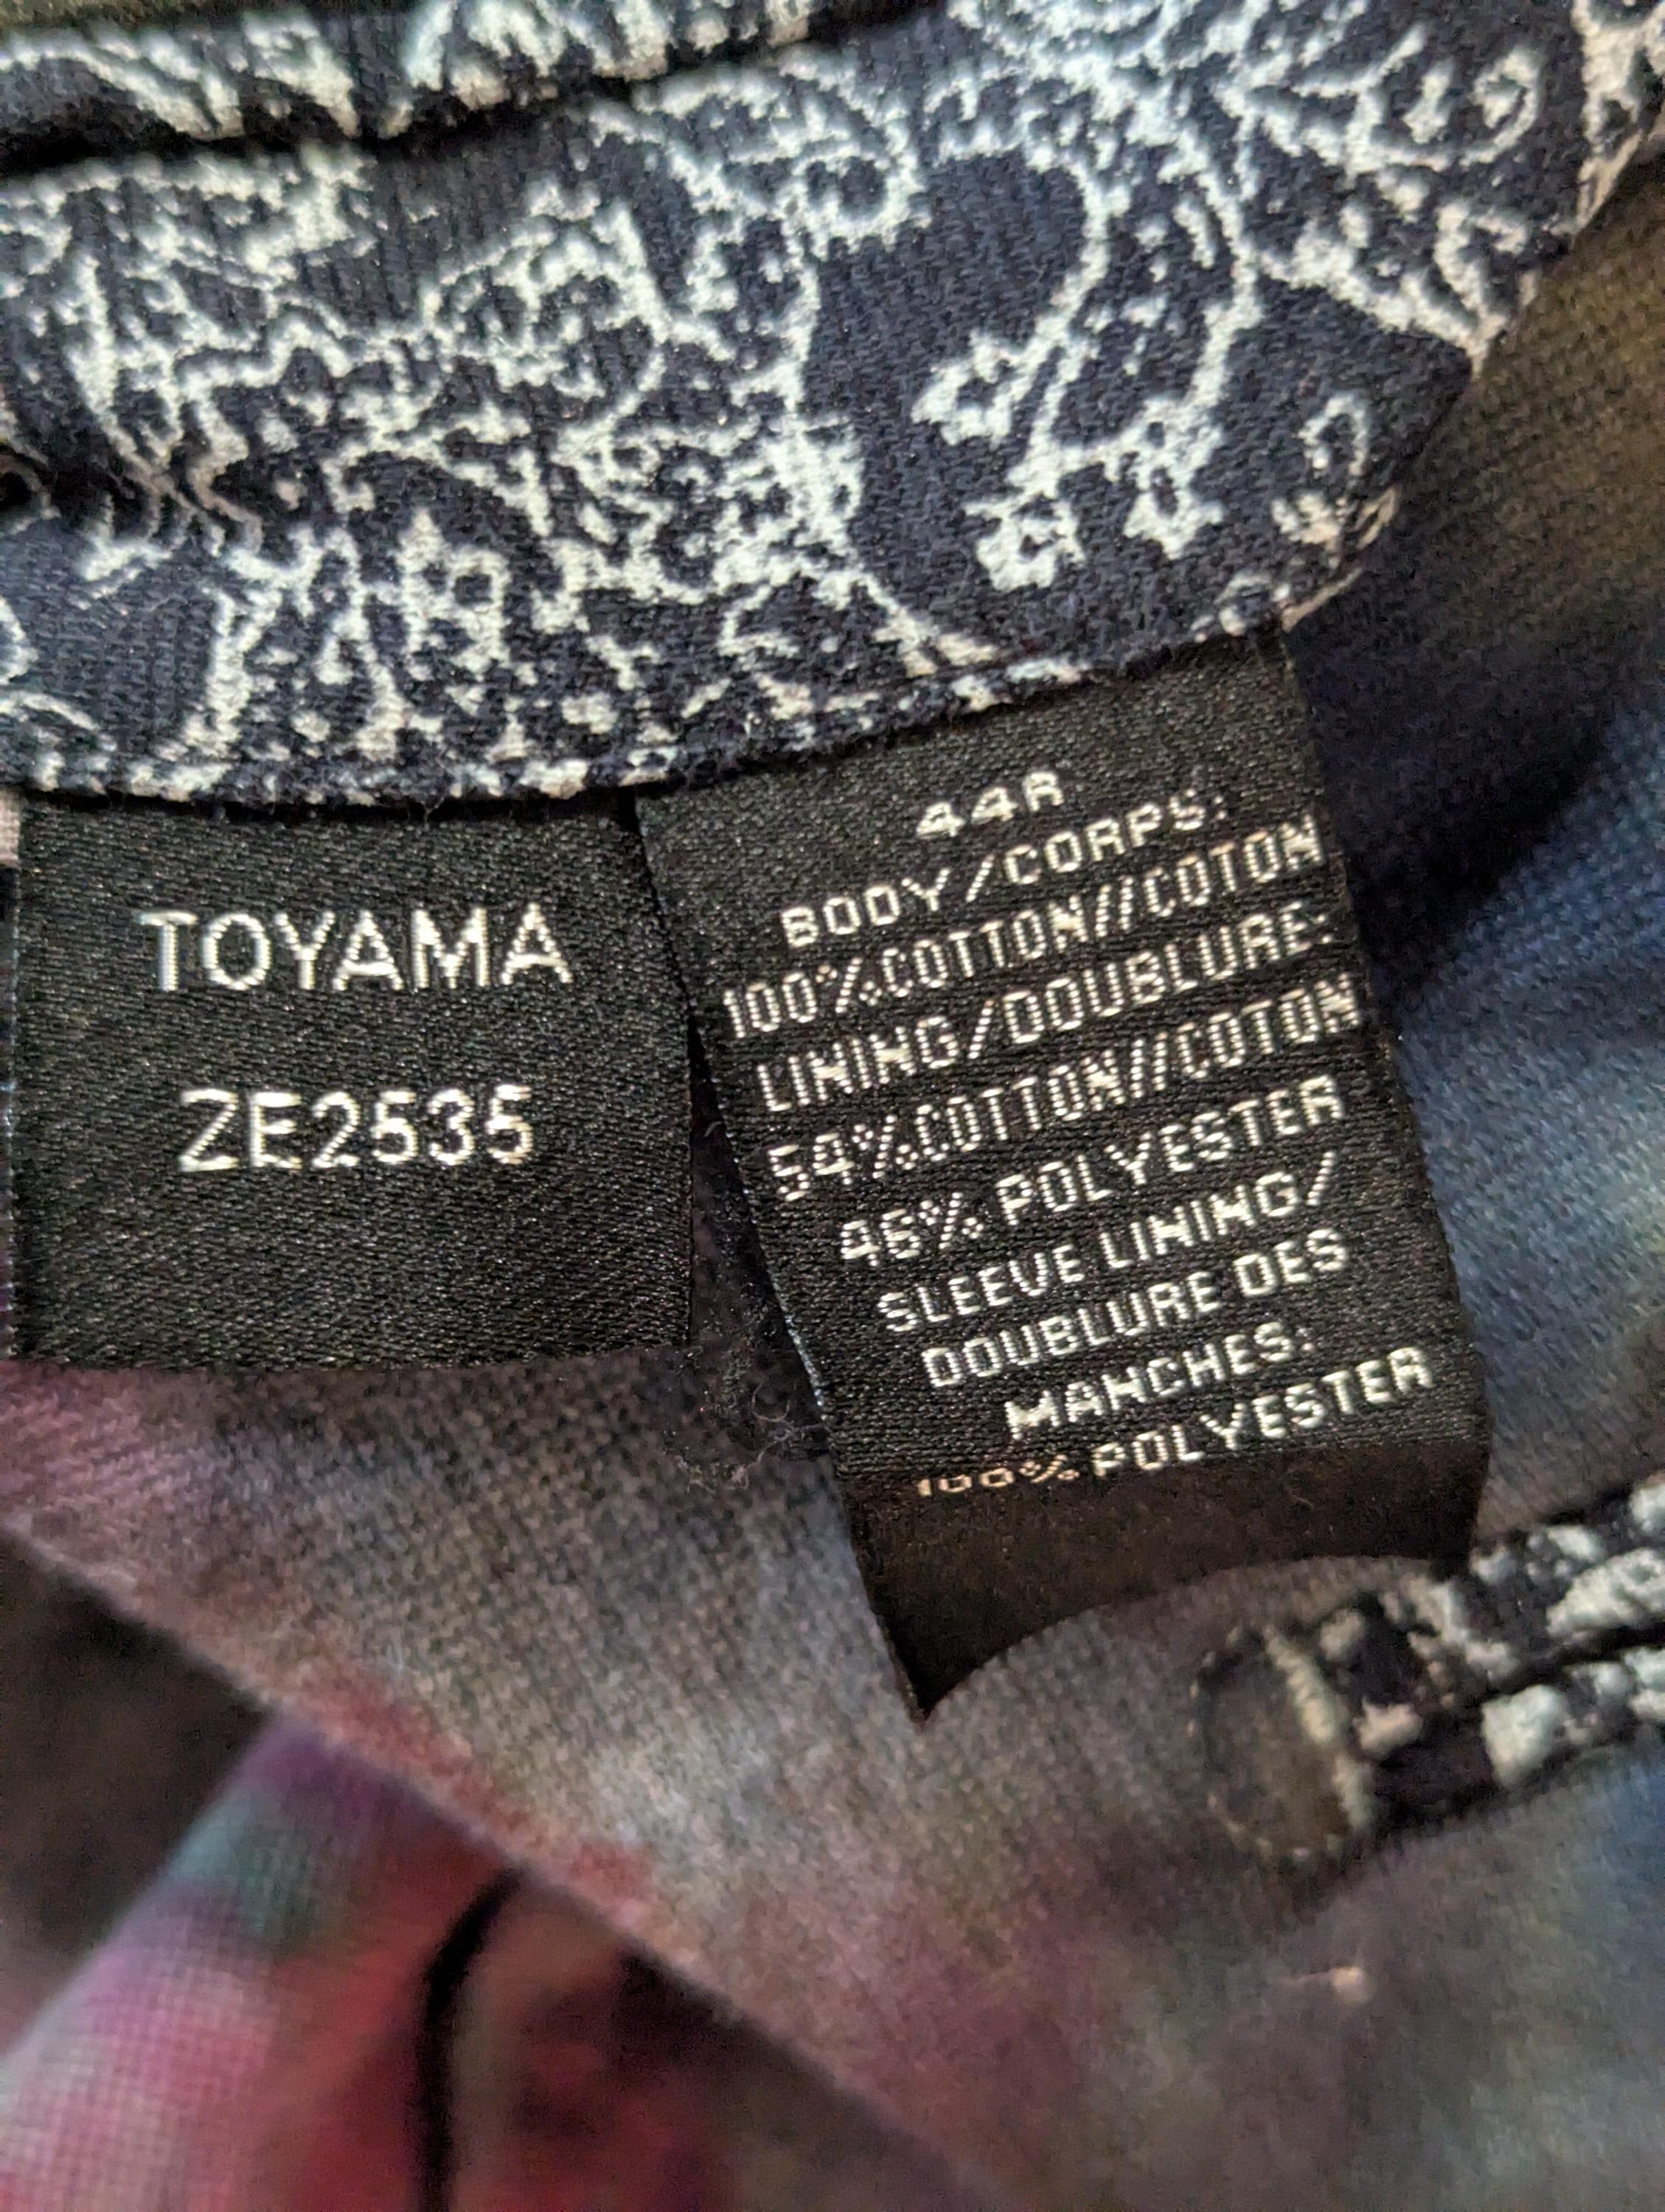 TOYAMA
ZE2535
44R
BODY/CORPS:
100%COTTON//COTON
LINING/DOUBLURE:
54%COTTON//COTON
46% POLYESTER
SLEEVE LINING/
DOUBLURE DES
MANCHES:
100% POLYESTER